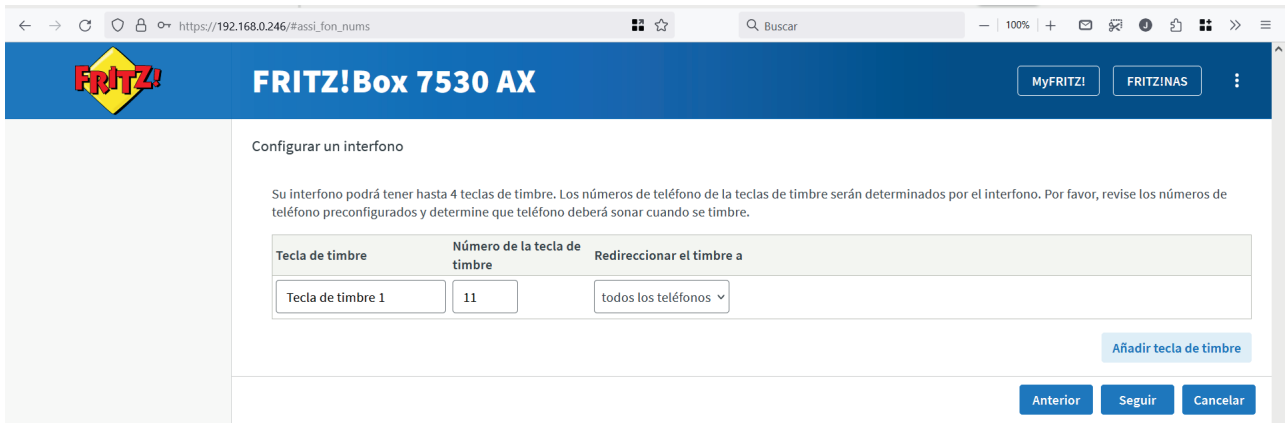 https://192.168.0.246/#assi_fon_nums
Buscar
100%
FRITZ!
FRITZ!Box 7530 AX
MyFRITZ!
FRITZ!NAS
Configurar un interfono
Su interfono podrá tener hasta 4 teclas de timbre. Los números de teléfono de la teclas de timbre serán determinados por el interfono. Por favor, revise los números de
teléfono preconfigurados y determine que teléfono deberá sonar cuando se timbre.
Tecla de timbre
Número de la tecla de
timbre
Redireccionar el timbre a
Tecla de timbre 1
11
todos los teléfonos
Añadir tecla de timbre
Anterior
Seguir
Cancelar